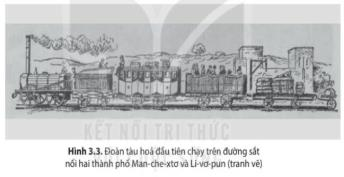 KẾT NỐI TRI THỨC
Hình 3.3. Đoàn tàu hoả đầu tiên chạy trên đường sắt
nối hai thành phố Man-che-xtơ và Li-vơ-pun (tranh vẽ)